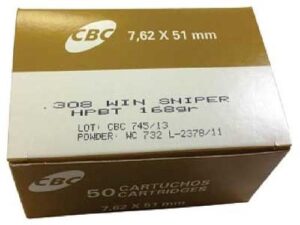 CBC
7,62 X 51 mm
.308 WIN SNIPER
HPBT 168gr
LOT: CBC 745/13
POWDER: WC 732 L-2378/11
CBC
50 CARTUCHOS
CARTRIDGES
7,62 X 51 mm